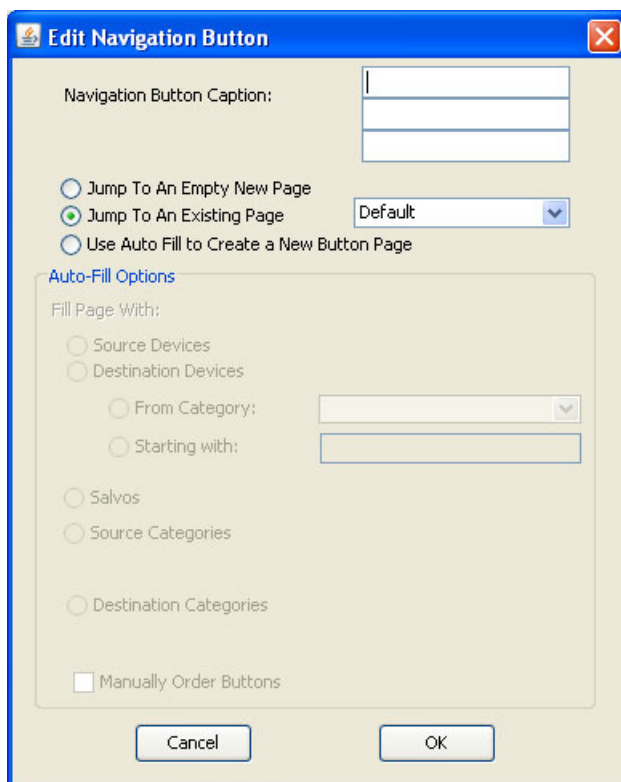 Edit Navigation Button
Navigation Button Caption:
Jump To An Empty New Page
Jump To An Existing Page
Default
Use Auto Fill to Create a New Button Page
Auto-Fill Options
Fill Page With:
Source Devices
Destination Devices
From Category:
Starting with:
Salvos
Source Categories
Destination Categories
Manually Order Buttons
Cancel
OK